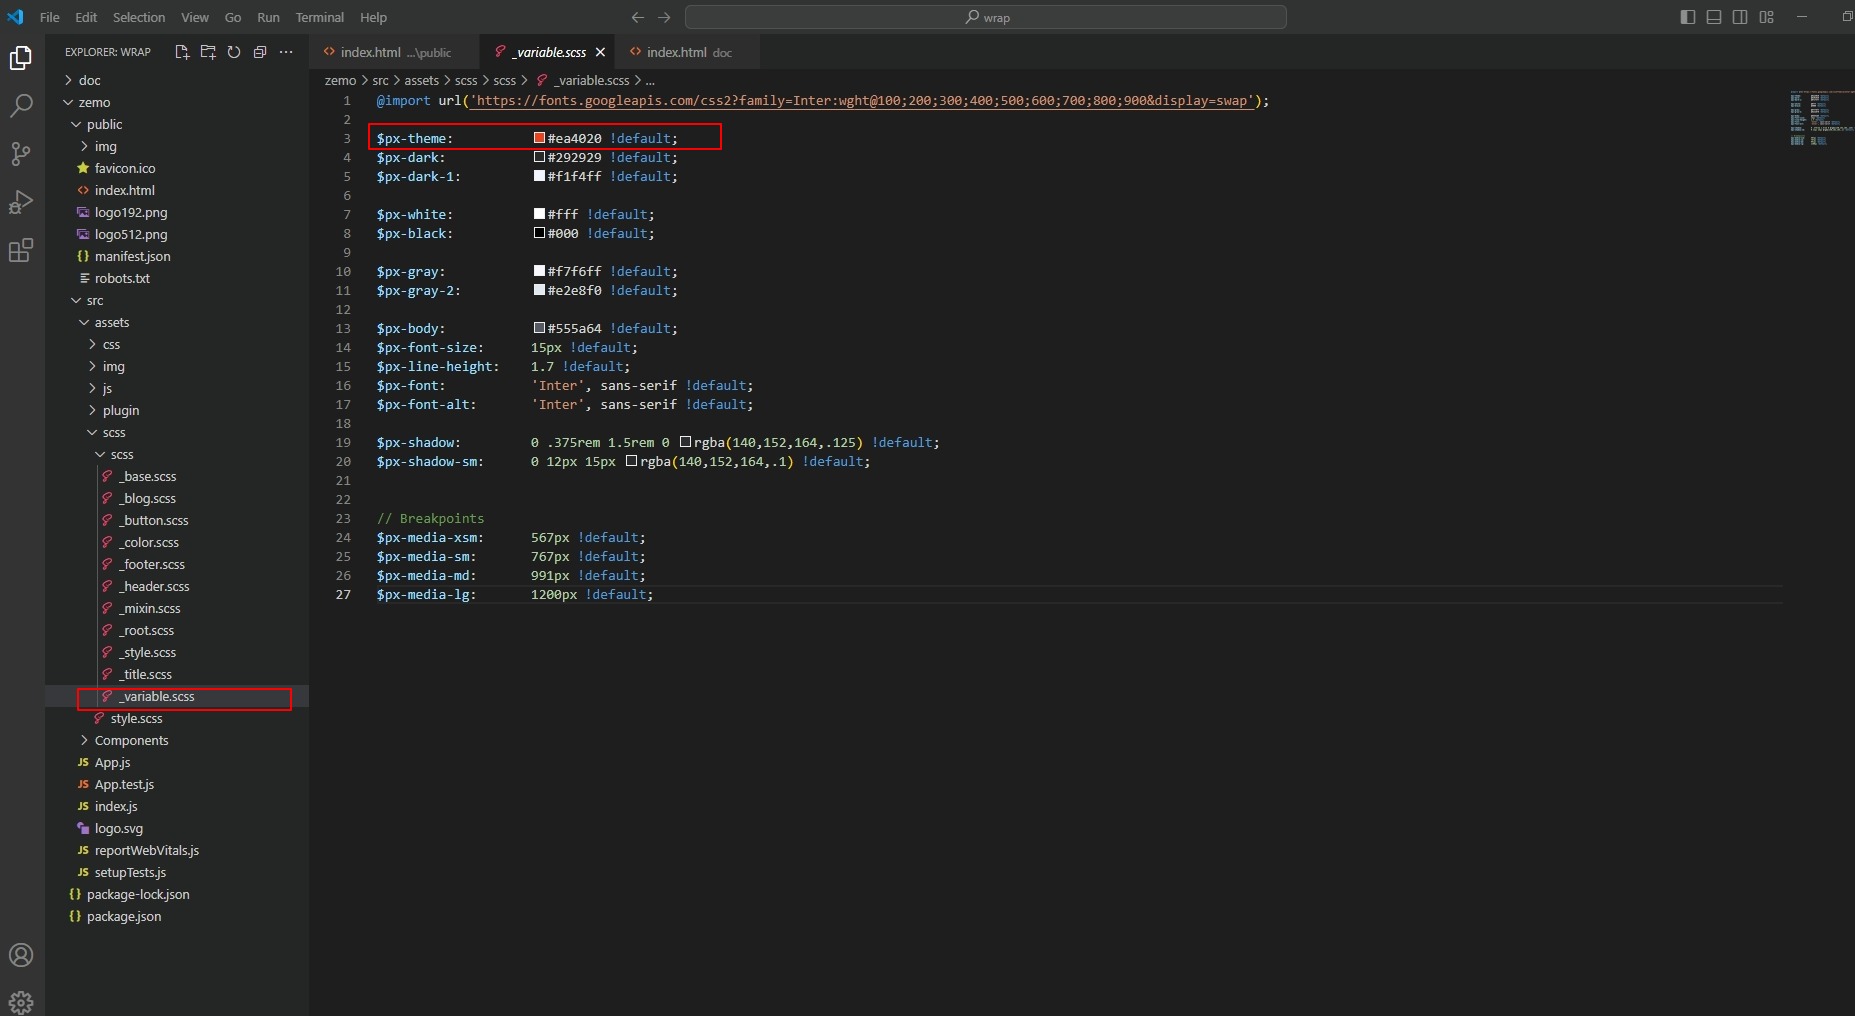 File Edit Selection View Go Run Terminal Help
wrap
EXPLORER: WRAP
doc
zemo
public
img
favicon.ico
index.html
logo192.png
logo512.png
manifest.json
robots.txt
src
assets
css
img
js
plugin
scss
scss
_base.scss
_blog.scss
_button.scss
_color.scss
_footer.scss
_header.scss
_mixin.scss
_root.scss
_style.scss
_title.scss
_variable.scss
style.scss
Components
JS App.js
JS App.test.js
JS index.js
logo.svg
JS reportWebVitals.js
JS setupTests.js
{} package-lock.json
{} package.json
index.html ...\public _variable.scss index.html doc
zemo > src > assets > scss > scss > _variable.scss > ...
1 @import url('https://fonts.googleapis.com/css2?family=Inter:wght@100;200;300;400;500;600;700;800;900&display=swap');
2
3 $px-theme: #ea4020 !default;
4 $px-dark: #292929 !default;
5 $px-dark-1: #f1f4ff !default;
6
7 $px-white: #fff !default;
8 $px-black: #000 !default;
9
10 $px-gray: #f7f6ff !default;
11 $px-gray-2: #e2e8f0 !default;
12
13 $px-body: #555a64 !default;
14 $px-font-size: 15px !default;
15 $px-line-height: 1.7 !default;
16 $px-font: 'Inter', sans-serif !default;
17 $px-font-alt: 'Inter', sans-serif !default;
18
19 $px-shadow: 0 .375rem 1.5rem 0 rgba(140,152,164,.125) !default;
20 $px-shadow-sm: 0 12px 15px rgba(140,152,164,.1) !default;
21
22
23 // Breakpoints
24 $px-media-xsm: 567px !default;
25 $px-media-sm: 767px !default;
26 $px-media-md: 991px !default;
27 $px-media-lg: 1200px !default;